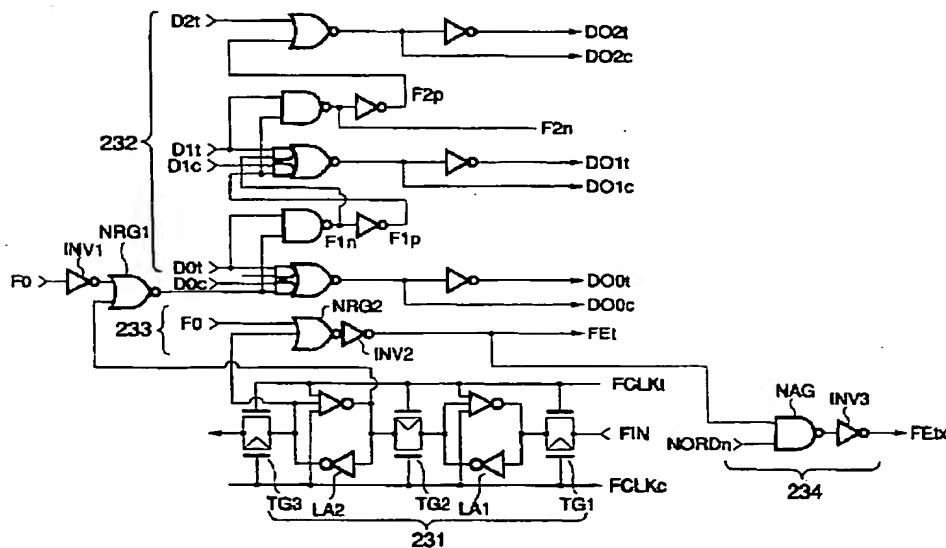 D2t
DO2t
DO2c
F2p
F2n
232
D1t
D1c
DO1t
DO1c
NRG1
INV1
F1n
F1p
F0
D0t
D0c
DO0t
DO0c
NRG2
233
F0
FEt
INV2
FCLKt
NAG
INV3
FIN
NORDn
FEtx
FCLKc
234
TG3
LA2
TG2
LA1
TG1
231